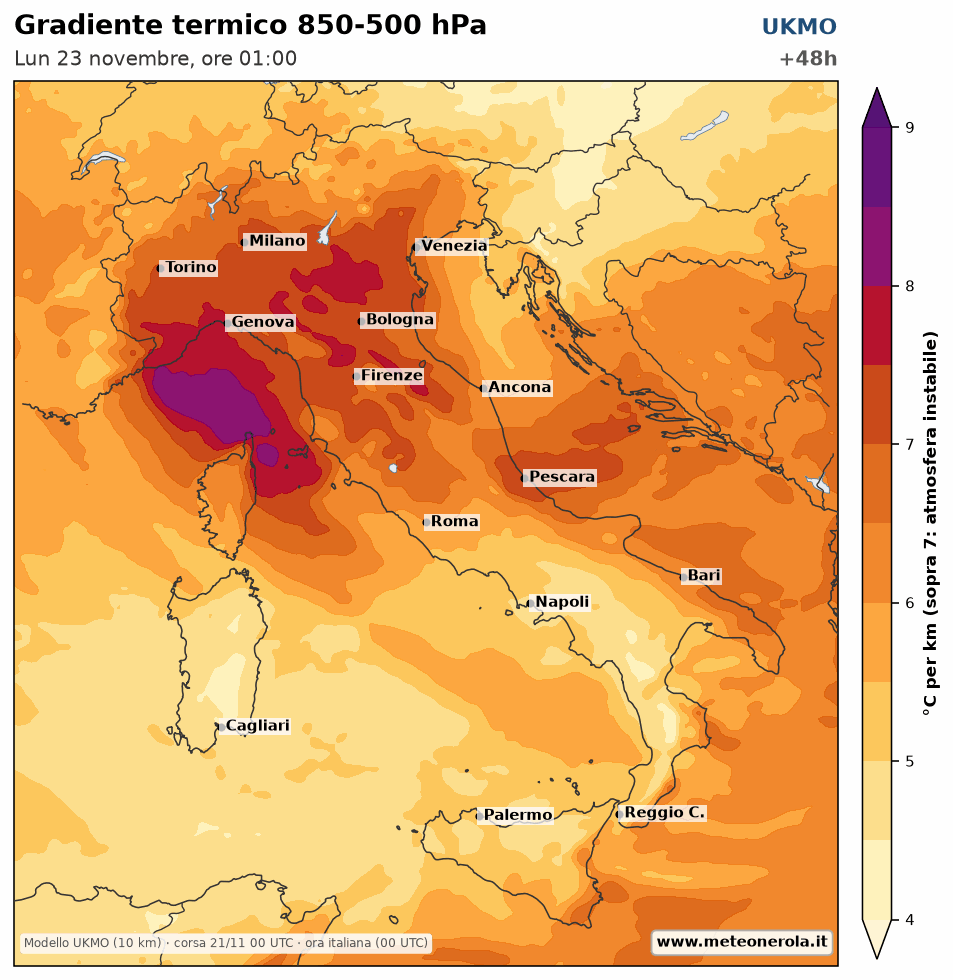 Gradiente termico 850-500 hPa
UKMO
Lun 23 novembre, ore 01:00
+48h
Milano
Venezia
Torino
Genova
Bologna
Firenze
Ancona
Pescara
Roma
Bari
Napoli
Cagliari
Palermo
Reggio C.
9
8
7
6
5
4
°C per km (sopra 7: atmosfera instabile)
Modello UKMO (10 km) · corsa 21/11 00 UTC · ora italiana (00 UTC)
www.meteonerola.it